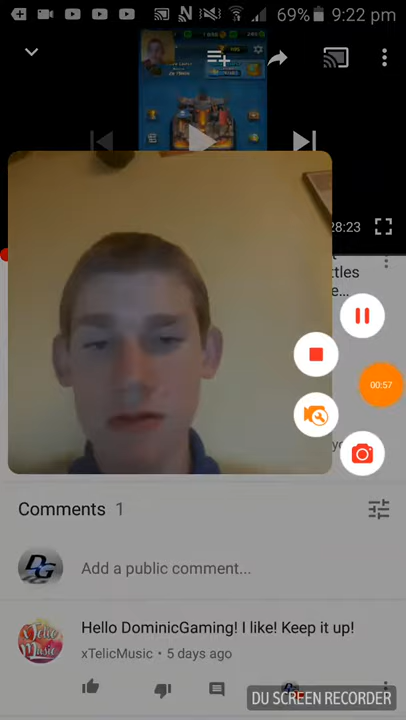 69% 9:22 pm
28:23
ttles
e...
00:57
Comments 1
Add a public comment...
Hello DominicGaming! I like! Keep it up!
xTelicMusic • 5 days ago
DU SCREEN RECORDER